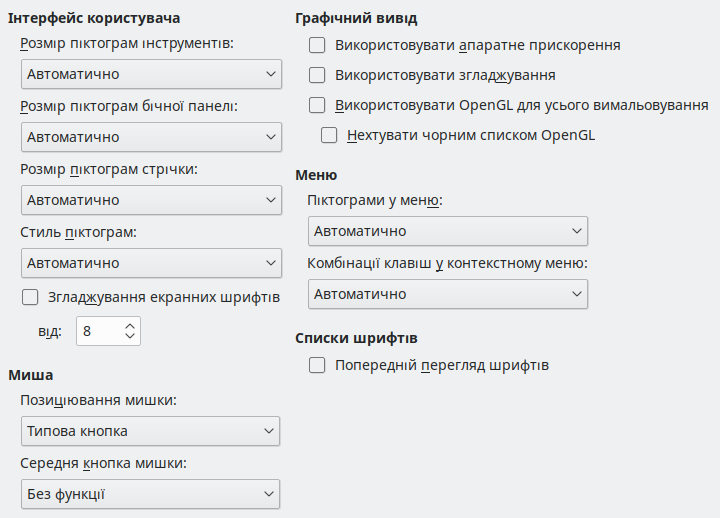 Інтерфейс користувача
Розмір піктограм інструментів:
Автоматично
Розмір піктограм бічної панелі:
Автоматично
Розмір піктограм стрічки:
Автоматично
Стиль піктограм:
Автоматично
Згладжування екранних шрифтів
від:
8
Миша
Позиціювання мишки:
Типова кнопка
Середня кнопка мишки:
Без функції
Графічний вивід
Використовувати апаратне прискорення
Використовувати згладжування
Використовувати OpenGL для усього вимальовування
Нехтувати чорним списком OpenGL
Меню
Піктограми у меню:
Автоматично
Комбінації клавіш у контекстному меню:
Автоматично
Списки шрифтів
Попередній перегляд шрифтів